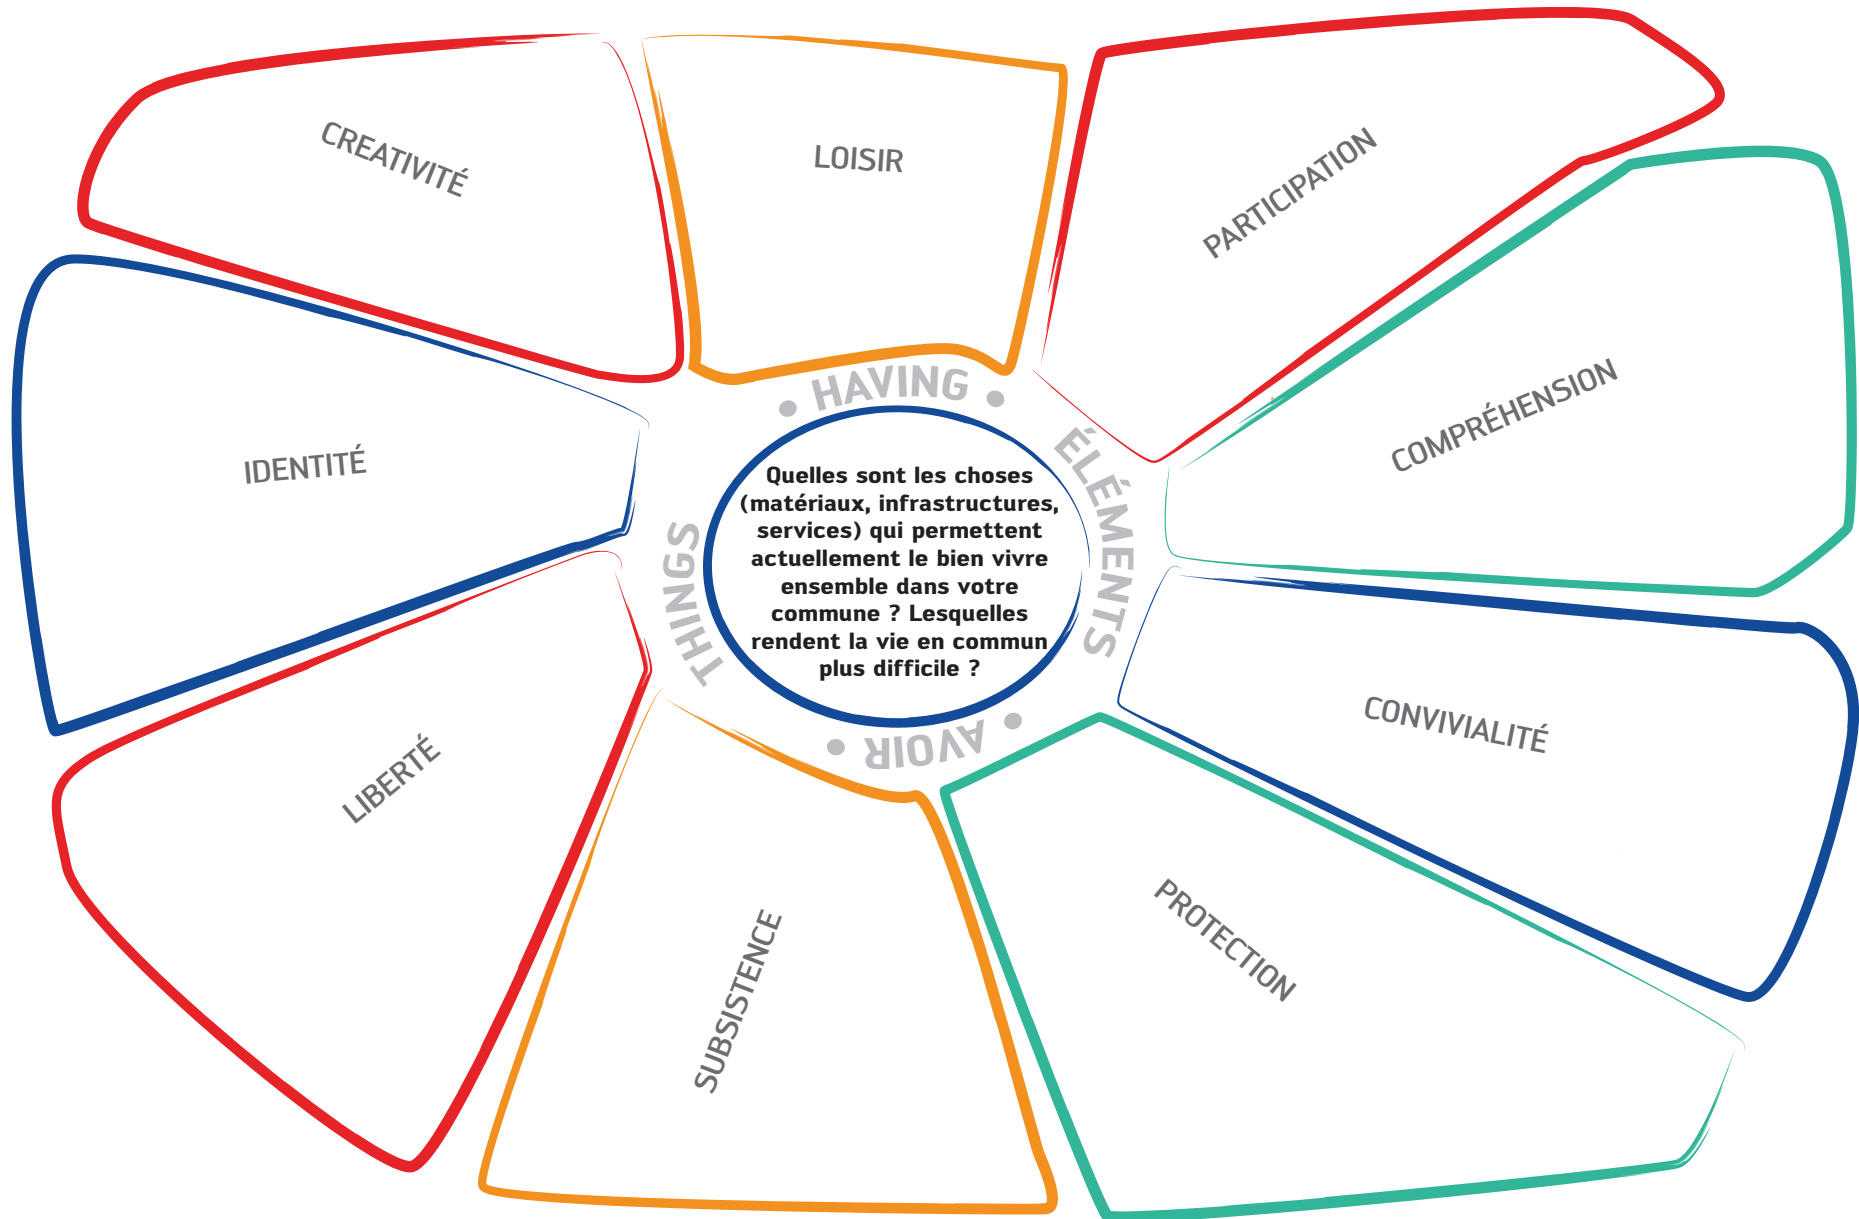 CREATIVITÉ
LOISIR
PARTICIPATION
COMPRÉHENSION
IDENTITÉ
• HAVING •
ÉLÉMENTS
THINGS
• AVOIR •
Quelles sont les choses
(matériaux, infrastructures,
services) qui permettent
actuellement le bien vivre
ensemble dans votre
commune ? Lesquelles
rendent la vie en commun
plus difficile ?
CONVIVIALITÉ
LIBERTÉ
SUBSISTENCE
PROTECTION